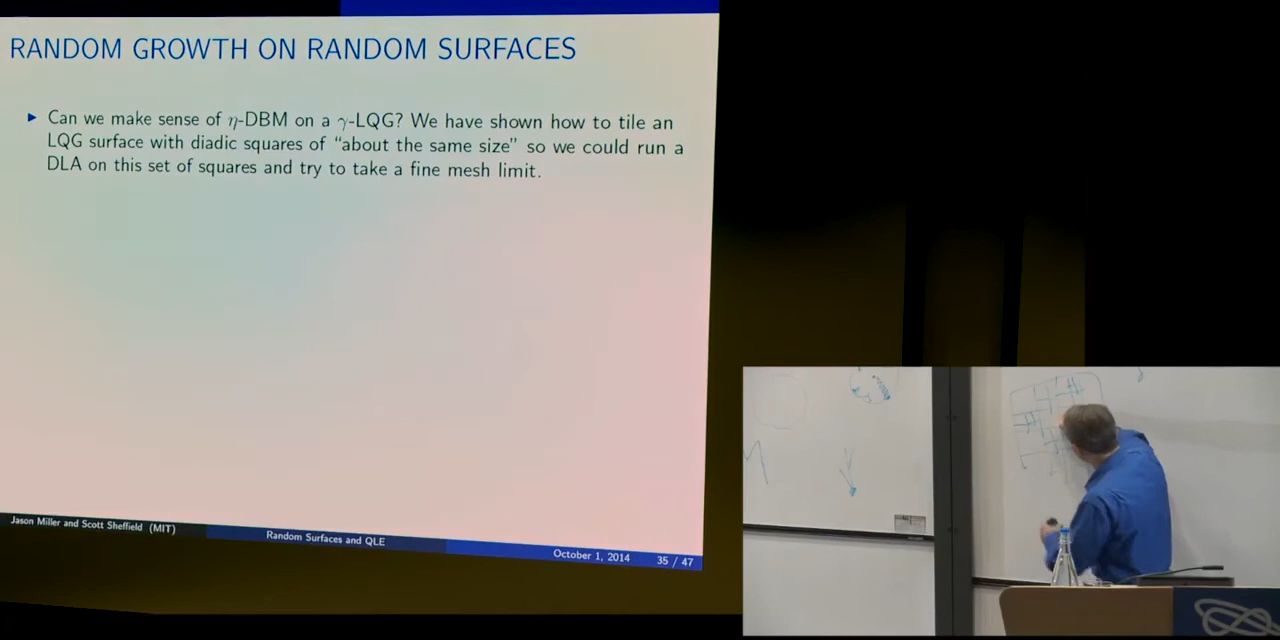 RANDOM GROWTH ON RANDOM SURFACES
▶ Can we make sense of η-DBM on a γ-LQG? We have shown how to tile an
LQG surface with diadic squares of “about the same size” so we could run a
DLA on this set of squares and try to take a fine mesh limit.
Jason Miller and Scott Sheffield (MIT)
Random Surfaces and QLE
October 1, 2014
35 / 47